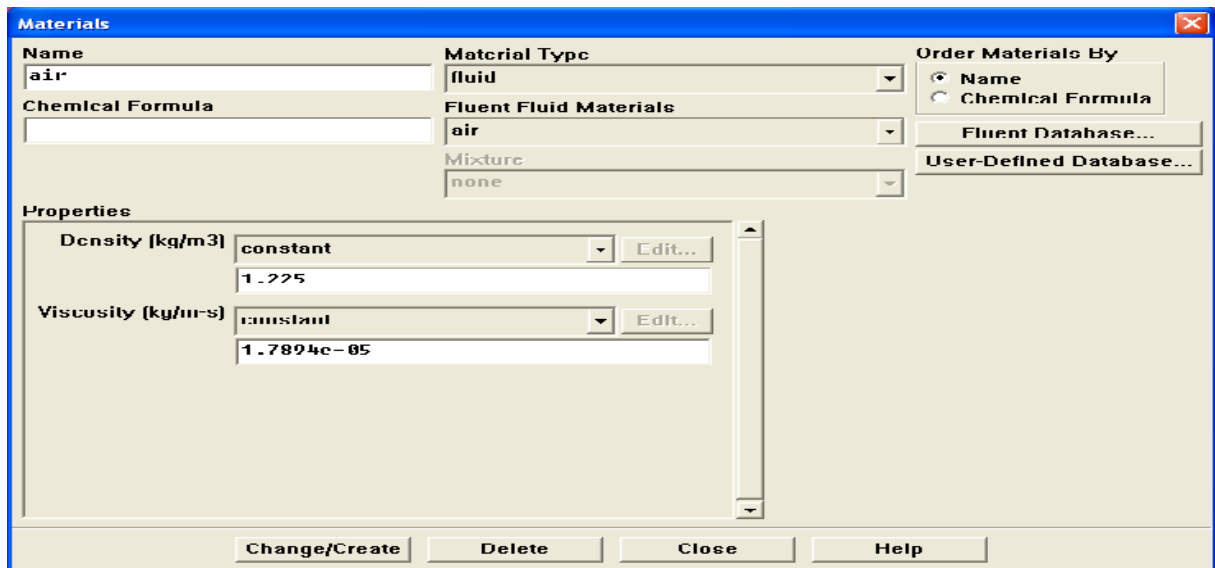 Materials
Name
air
Chemical Formula
Material Type
fluid
Fluent Fluid Materials
air
Mixture
none
Order Materials By
Name
Chemical Formula
Fluent Database...
User-Defined Database...
Properties
Density (kg/m3) constant Edit...
1.225
Viscosity (kg/m-s) constant Edit...
1.7894e-05
Change/Create Delete Close Help